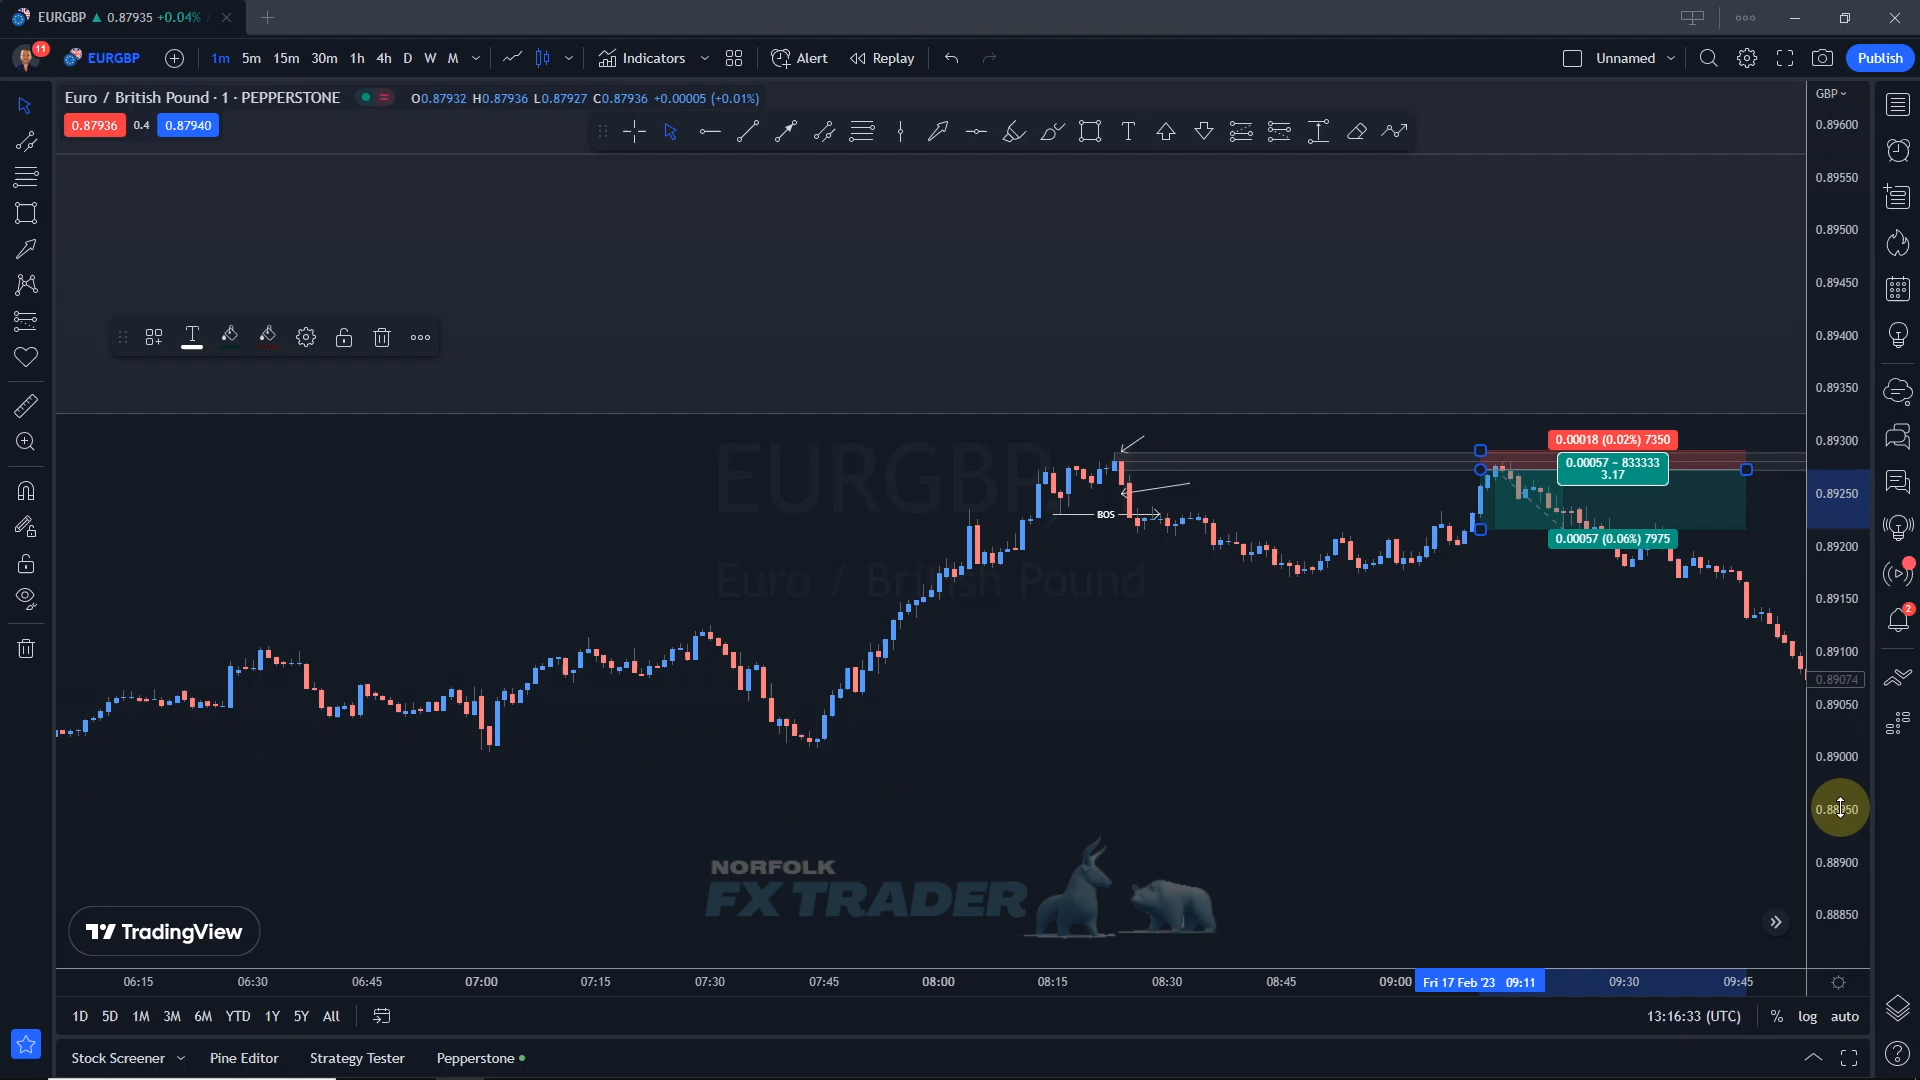 EURGBP ▲ 0.87935 +0.04% /
11
EURGBP
1m 5m 15m 30m 1h 4h D W M
Indicators
Alert
Replay
Unnamed
Publish
Euro / British Pound · 1 · PEPPERSTONE
O0.87932 H0.87936 L0.87927 C0.87936 +0.00005 (+0.01%)
GBP
0.87936 0.4 0.87940
T
T
0.89600
0.89550
0.89500
0.89450
0.89400
0.89350
0.89300
0.89250
0.89200
0.89150
0.89100
0.89074
0.89050
0.89000
0.88950
0.88900
0.88850
EURGBP,
Euro / British Pound
BOS
0.00018 (0.02%) 7350
0.00057 ~ 833333
3.17
0.00057 (0.06%) 7975
2
NORFOLK
FX TRADER
TradingView
06:15 06:30 06:45 07:00 07:15 07:30 07:45 08:00 08:15 08:30 08:45 09:00 Fri 17 Feb '23 09:11 09:30 09:45
1D 5D 1M 3M 6M YTD 1Y 5Y All
13:16:33 (UTC) % log auto
Stock Screener Pine Editor Strategy Tester Pepperstone